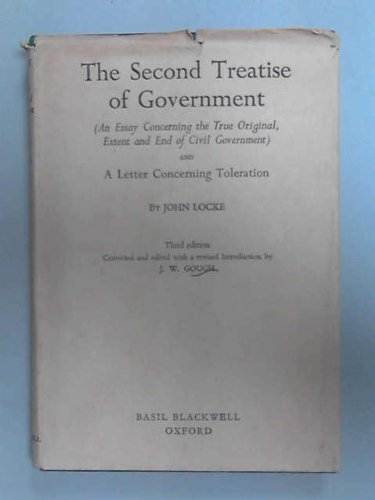 The Second Treatise
of Government
(An Essay Concerning the True Original,
Extent and End of Civil Government)
AND
A Letter Concerning Toleration
BY JOHN LOCKE
Third edition
Corrected and edited with a revised Introduction by
J. W. GOUGH.
BASIL BLACKWELL
OXFORD